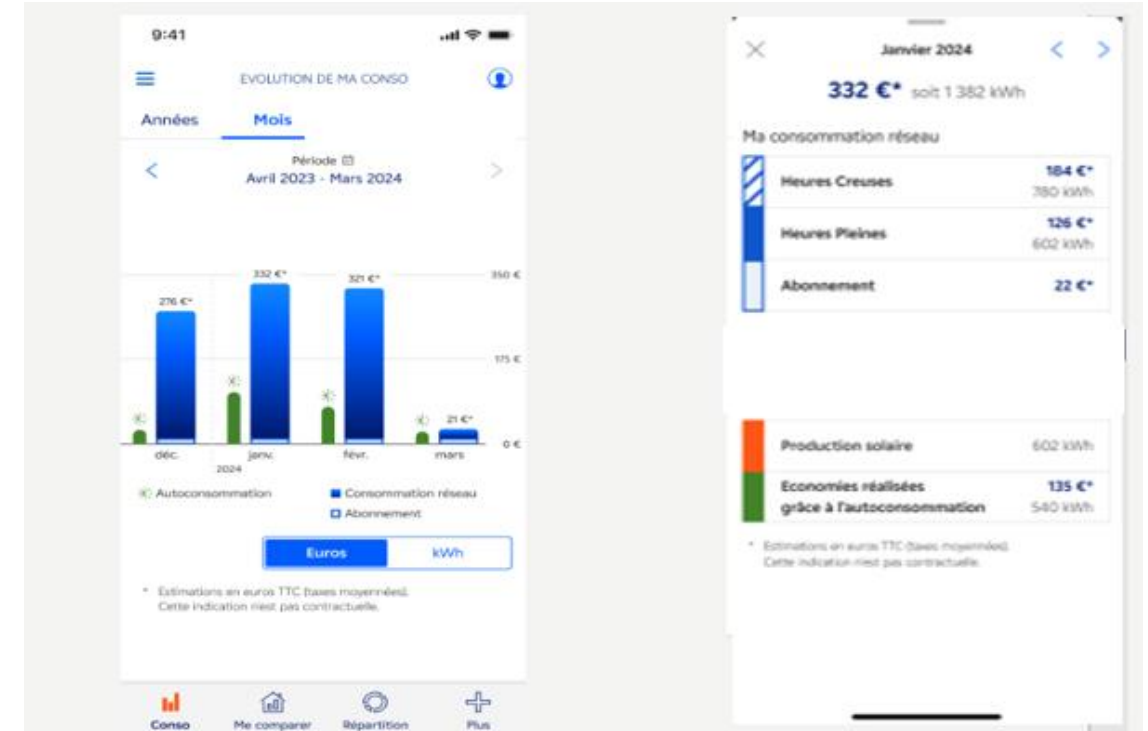 9:41
EVOLUTION DE MA CONSO
Années Mois
Période
Avril 2023 - Mars 2024
332 €*
321 €*
350 €
276 €*
175 €
21 €*
0 €
déc. janv. févr. mars
2024
Autoconsommation
Consommation réseau
Abonnement
Euros kWh
* Estimations en euros TTC (taxes moyennées).
Cette indication n'est pas contractuelle.
Conso Me comparer Répartition Plus
Janvier 2024
332 €* soit 1 382 kWh
Ma consommation réseau
Heures Creuses
184 €*
780 kWh
Heures Pleines
126 €*
602 kWh
Abonnement 22 €*
Production solaire 602 kWh
Economies réalisées
grâce à l'autoconsommation
135 €*
540 kWh
* Estimations en euros TTC (taxes moyennées).
Cette indication n'est pas contractuelle.